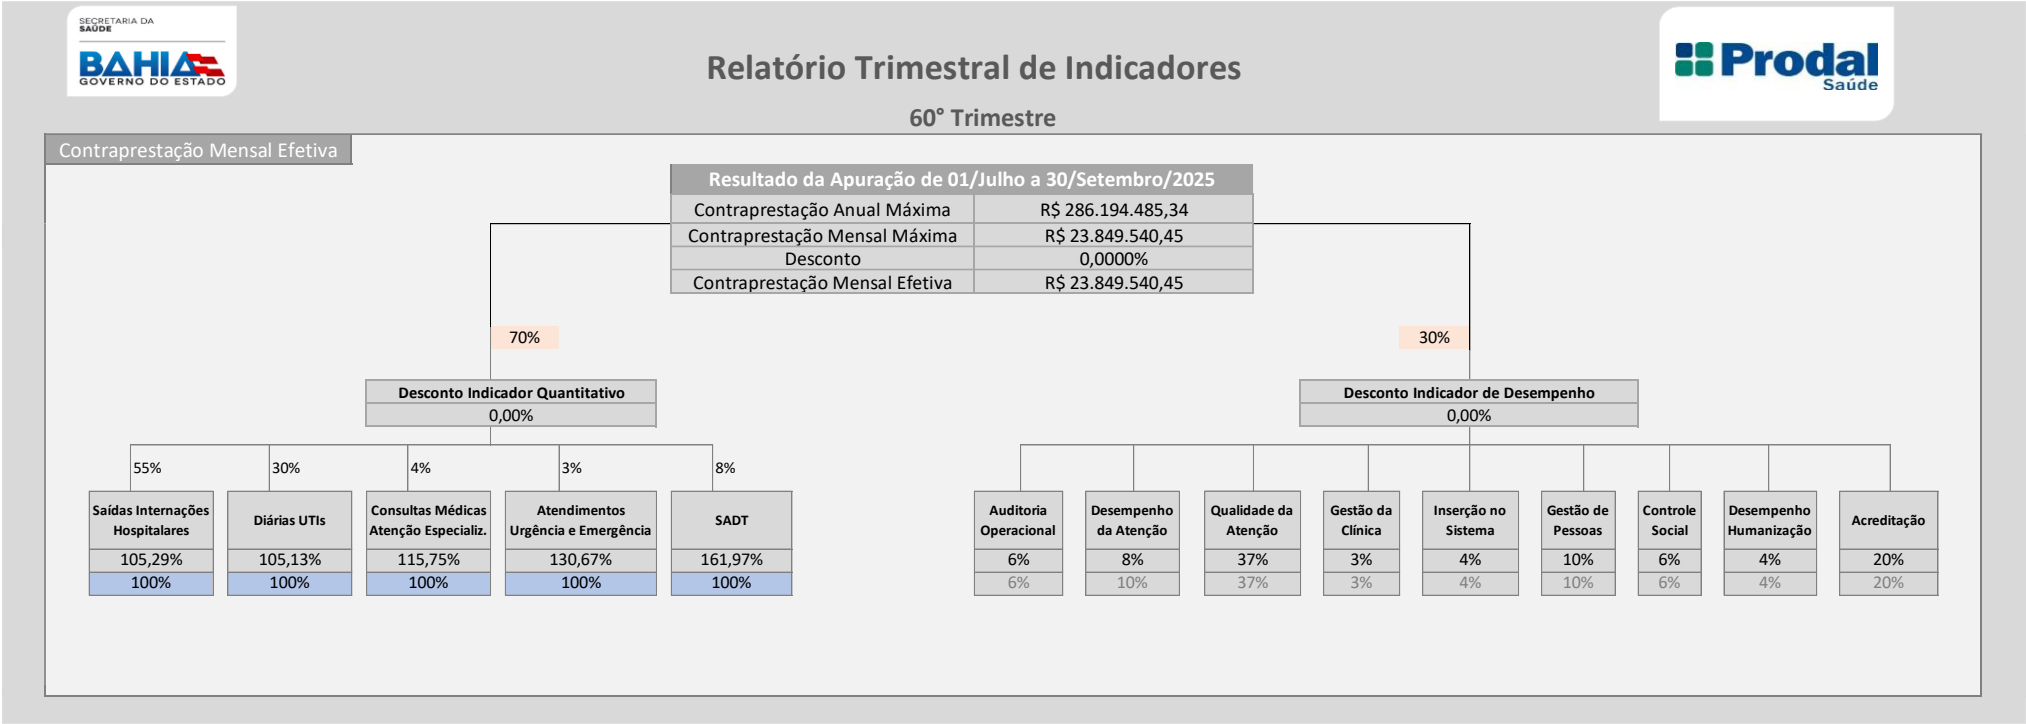 SECRETARIA DA
SAÚDE
BAHIA
GOVERNO DO ESTADO
Relatório Trimestral de Indicadores
60° Trimestre
Prodal
Saúde
Contraprestação Mensal Efetiva
Resultado da Apuração de 01/Julho a 30/Setembro/2025
Contraprestação Anual Máxima R$ 286.194.485,34
Contraprestação Mensal Máxima R$ 23.849.540,45
Desconto 0,0000%
Contraprestação Mensal Efetiva R$ 23.849.540,45
70% 30%
Desconto Indicador Quantitativo
0,00%
Desconto Indicador de Desempenho
0,00%
55% 30% 4% 3% 8%
Saídas Internações
Hospitalares
Diárias UTIs
Consultas Médicas
Atenção Especializ.
Atendimentos
Urgência e Emergência
SADT
105,29% 105,13% 115,75% 130,67% 161,97%
100% 100% 100% 100% 100%
Auditoria
Operacional
Desempenho
da Atenção
Qualidade da
Atenção
Gestão da
Clínica
Inserção no
Sistema
Gestão de
Pessoas
Controle
Social
Desempenho
Humanização
Acreditação
6% 8% 37% 3% 4% 10% 6% 4% 20%
6% 10% 37% 3% 4% 10% 6% 4% 20%